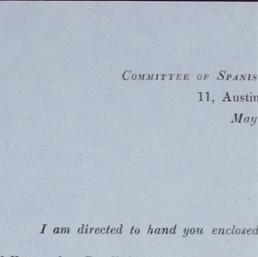 COMMITTEE OF SPANIS
11, Austin
May
I am directed to hand you enclosed